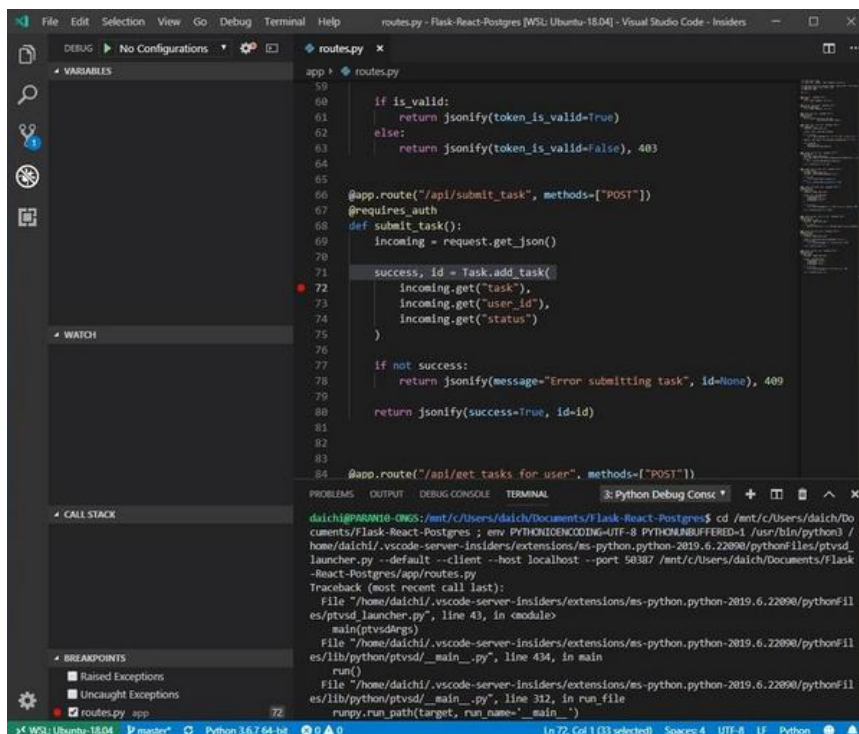 File Edit Selection View Go Debug Terminal Help routes.py - Flask-React-Postgres [WSL: Ubuntu-18.04] - Visual Studio Code - Insiders
DEBUG No Configurations
VARIABLES
WATCH
CALL STACK
BREAKPOINTS
Raised Exceptions
Uncaught Exceptions
routes.py app 72
1
routes.py ×
app › routes.py
59
60 if is_valid:
61 return jsonify(token_is_valid=True)
62 else:
63 return jsonify(token_is_valid=False), 403
64
65
66 @app.route("/api/submit_task", methods=["POST"])
67 @requires_auth
68 def submit_task():
69 incoming = request.get_json()
70
71 success, id = Task.add_task(
72 incoming.get("task"),
73 incoming.get("user_id"),
74 incoming.get("status")
75 )
76
77 if not success:
78 return jsonify(message="Error submitting task", id=None), 409
79
80 return jsonify(success=True, id=id)
81
82
83
84 @app.route("/api/get_tasks_for_user", methods=["POST"])
PROBLEMS OUTPUT DEBUG CONSOLE TERMINAL 3: Python Debug Consc
daichi@PARAN10-ONGS:/mnt/c/Users/daich/Documents/Flask-React-Postgres$ cd /mnt/c/Users/daich/Do
cuments/Flask-React-Postgres ; env PYTHONIOENCODING=UTF-8 PYTHONUNBUFFERED=1 /usr/bin/python3 /
home/daichi/.vscode-server-insiders/extensions/ms-python.python-2019.6.22090/pythonFiles/ptvsd_
launcher.py --default --client --host localhost --port 50387 /mnt/c/Users/daich/Documents/Flask
-React-Postgres/app/routes.py
Traceback (most recent call last):
File "/home/daichi/.vscode-server-insiders/extensions/ms-python.python-2019.6.22090/pythonFil
es/ptvsd_launcher.py", line 43, in <module>
main(ptvsdArgs)
File "/home/daichi/.vscode-server-insiders/extensions/ms-python.python-2019.6.22090/pythonFil
es/lib/python/ptvsd/__main__.py", line 434, in main
run()
File "/home/daichi/.vscode-server-insiders/extensions/ms-python.python-2019.6.22090/pythonFil
es/lib/python/ptvsd/__main__.py", line 312, in run_file
runpy.run_path(target, run_name='__main__')
WSL: Ubuntu-18.04 master* Python 3.6.7 64-bit 0 0 Ln 72, Col 1 (33 selected) Spaces: 4 UTF-8 LF Python